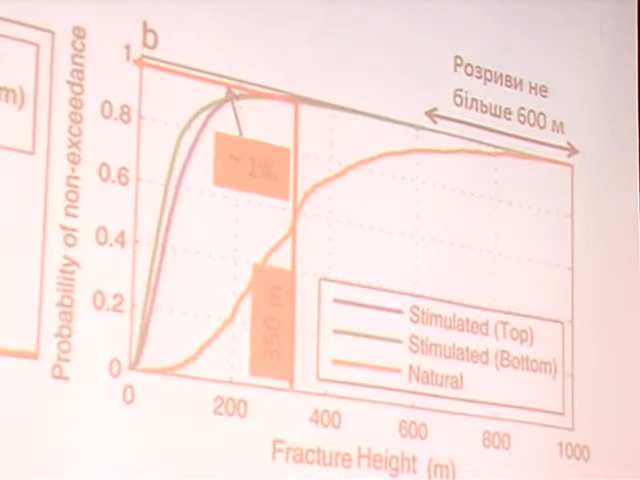 m)
b
Probability of non-exceedance
1
0.8
0.6
0.4
0.2
0
Розриви не
більше 600 м
~ 1%
350 m
Stimulated (Top)
Stimulated (Bottom)
Natural
0
200
400
600
800
1000
Fracture Height (m)